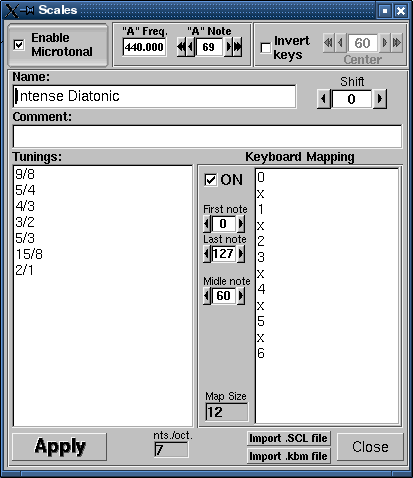 Scales
Enable
Microtonal
"A" Freq.
440.000
"A" Note
69
Invert
keys
60
Center
Name:
Intense Diatonic
Shift
0
Comment:
Tunings:
9/8
5/4
4/3
3/2
5/3
15/8
2/1
Keyboard Mapping
ON
First note
0
Last note
127
Midle note
60
Map Size
12
0
x
1
x
2
3
x
4
x
5
x
6
Apply
nts./oct.
7
Import .SCL file
Import .kbm file
Close